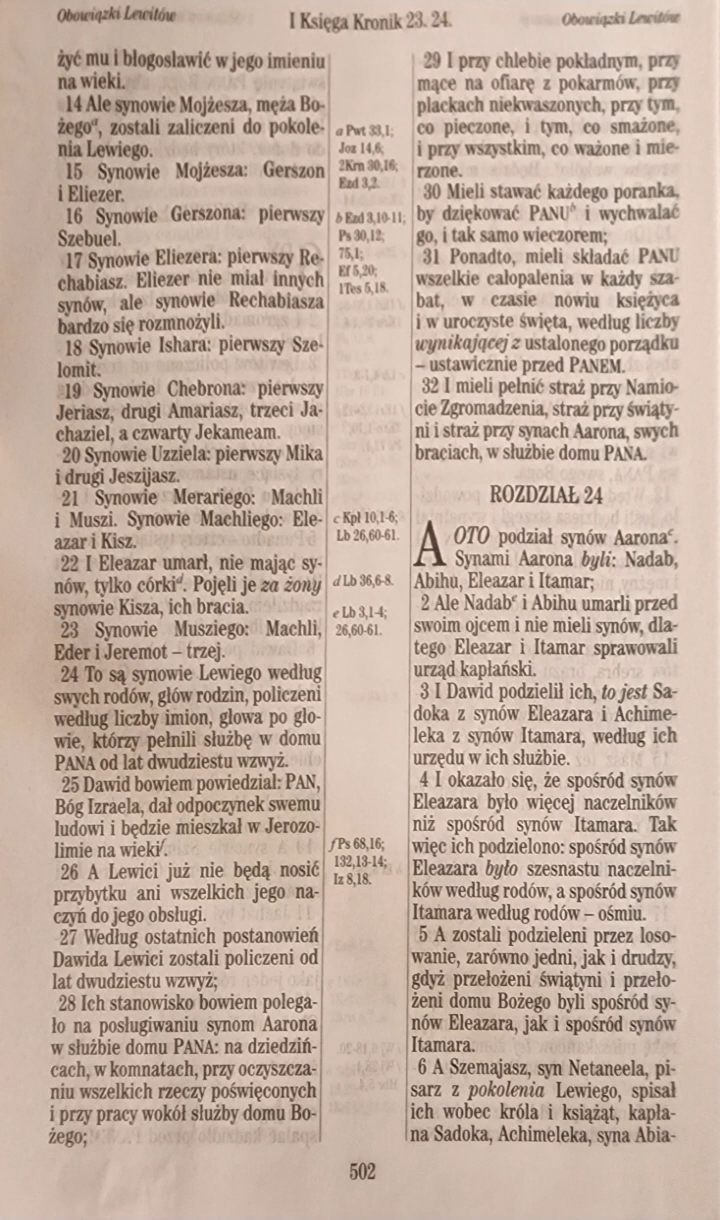 Obowiązki Lewitów
I Księga Kronik 23. 24.
Obowiązki Lewitów
żyć mu i błogosławić w jego imieniu
na wieki.
14 Ale synowie Mojżesza, męża Bo-
żegoa, zostali zaliczeni do pokole-
nia Lewiego.
15 Synowie Mojżesza: Gerszon
i Eliezer.
16 Synowie Gerszona: pierwszy
Szebuel.
17 Synowie Eliezera: pierwszy Re-
chabiasz. Eliezer nie miał innych
synów, ale synowie Rechabiasza
bardzo się rozmnożyli.
18 Synowie Ishara: pierwszy Sze-
lomit.
19 Synowie Chebrona: pierwszy
Jeriasz, drugi Amariasz, trzeci Ja-
chaziel, a czwarty Jekameam.
20 Synowie Uzziela: pierwszy Mika
i drugi Jeszijasz.
21 Synowie Merariego: Machli
i Muszi. Synowie Machliego: Ele-
azar i Kisz.
22 I Eleazar umarł, nie mając sy-
nów, tylko córkid. Pojęli je za żony
synowie Kisza, ich bracia.
23 Synowie Musziego: Machli,
Eder i Jeremot – trzej.
24 To są synowie Lewiego według
swych rodów, głów rodzin, policzeni
według liczby imion, głowa po gło-
wie, którzy pełnili służbę w domu
PANA od lat dwudziestu wzwyż.
25 Dawid bowiem powiedział: PAN,
Bóg Izraela, dał odpoczynek swemu
ludowi i będzie mieszkał w Jerozo-
limie na wiekif.
26 A Lewici już nie będą nosić
przybytku ani wszelkich jego na-
czyń do jego obsługi.
27 Według ostatnich postanowień
Dawida Lewici zostali policzeni od
lat dwudziestu wzwyż;
28 Ich stanowisko bowiem polega-
ło na posługiwaniu synom Aarona
w służbie domu PANA: na dziedziń-
cach, w komnatach, przy oczyszcza-
niu wszelkich rzeczy poświęconych
i przy pracy wokół służby domu Bo-
żego;
a Pwt 33,1;
Joz 14,6;
2Krn 30,16;
Ezd 3,2.
b Ezd 3,10-11;
Ps 30,12;
75,1;
Ef 5,20;
1Tes 5,18.
c Kpł 10,1-6;
Lb 26,60-61.
d Lb 36,6-8.
e Lb 3,1-4;
26,60-61.
f Ps 68,16;
132,13-14;
Iz 8,18.
29 I przy chlebie pokładnym, przy
mące na ofiarę z pokarmów, przy
plackach niekwaszonych, przy tym,
co pieczone, i tym, co smażone,
i przy wszystkim, co ważone i mie-
rzone.
30 Mieli stawać każdego poranka,
by dziękować PANUb i wychwalać
go, i tak samo wieczorem;
31 Ponadto, mieli składać PANU
wszelkie całopalenia w każdy sza-
bat, w czasie nowiu księżyca
i w uroczyste święta, według liczby
wynikającej z ustalonego porządku
– ustawicznie przed PANEM.
32 I mieli pełnić straż przy Namio-
cie Zgromadzenia, straż przy świąty-
ni i straż przy synach Aarona, swych
braciach, w służbie domu PANA.
ROZDZIAŁ 24
A OTO podział synów Aaronac.
Synami Aarona byli: Nadab,
Abihu, Eleazar i Itamar;
2 Ale Nadabe i Abihu umarli przed
swoim ojcem i nie mieli synów, dla-
tego Eleazar i Itamar sprawowali
urząd kapłański.
3 I Dawid podzielił ich, to jest Sa-
doka z synów Eleazara i Achime-
leka z synów Itamara, według ich
urzędu w ich służbie.
4 I okazało się, że spośród synów
Eleazara było więcej naczelników
niż spośród synów Itamara. Tak
więc ich podzielono: spośród synów
Eleazara było szesnastu naczelni-
ków według rodów, a spośród synów
Itamara według rodów – ośmiu.
5 A zostali podzieleni przez loso-
wanie, zarówno jedni, jak i drudzy,
gdyż przełożeni świątyni i przeło-
żeni domu Bożego byli spośród sy-
nów Eleazara, jak i spośród synów
Itamara.
6 A Szemajasz, syn Netaneela, pi-
sarz z pokolenia Lewiego, spisał
ich wobec króla i książąt, kapła-
na Sadoka, Achimeleka, syna Abia-
502